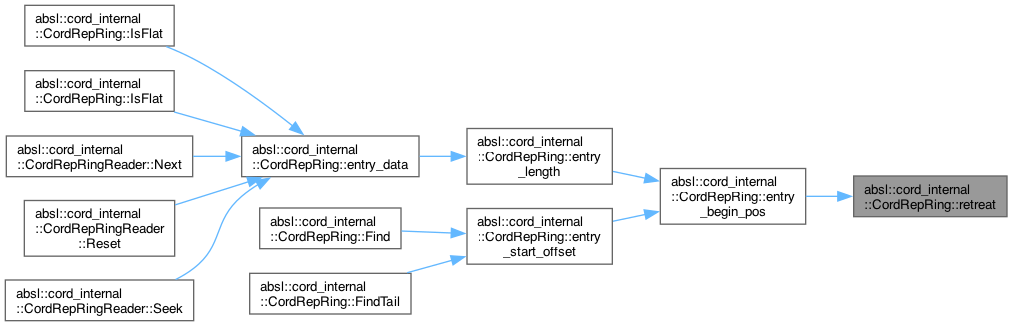 absl::cord_internal
::CordRepRing::IsFlat
absl::cord_internal
::CordRepRing::IsFlat
absl::cord_internal
::CordRepRingReader::Next
absl::cord_internal
::CordRepRingReader
::Reset
absl::cord_internal
::CordRepRingReader::Seek
absl::cord_internal
::CordRepRing::entry_data
absl::cord_internal
::CordRepRing::Find
absl::cord_internal
::CordRepRing::FindTail
absl::cord_internal
::CordRepRing::entry
_length
absl::cord_internal
::CordRepRing::entry
_start_offset
absl::cord_internal
::CordRepRing::entry
_begin_pos
absl::cord_internal
::CordRepRing::retreat